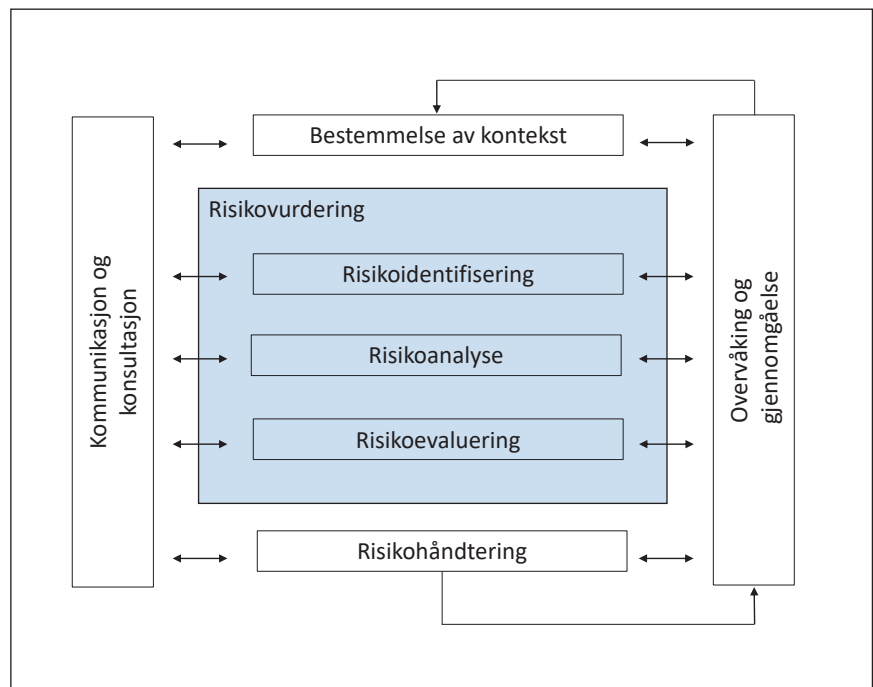 Bestemmelse av kontekst
Kommunikasjon og
konsultasjon
Risikovurdering
Risikoidentifisering
Risikoanalyse
Risikoevaluering
Overvåking og
gjennomgåelse
Risikohåndtering